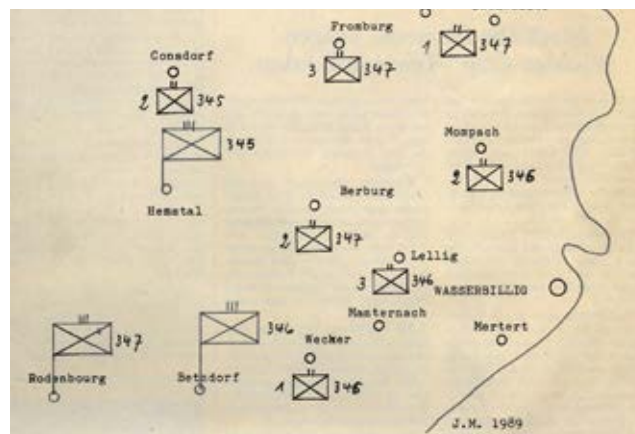 Fromburg
1 347
3 347
Consdorf
2 345
345
Mompach
2 346
Hemstal
Berburg
2 347
Lellig
3 346
WASSERBILLIG
Manternach
Mertert
346
347
Wecker
Rodenbourg
Betzdorf
1 346
J.M. 1989